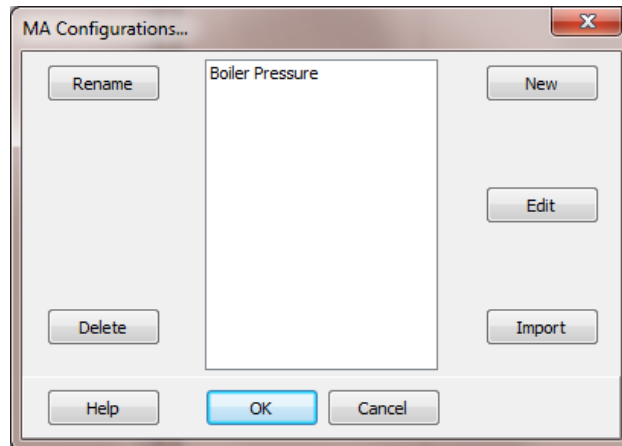 MA Configurations...
Rename
Boiler Pressure
New
Edit
Delete
Import
Help
OK
Cancel